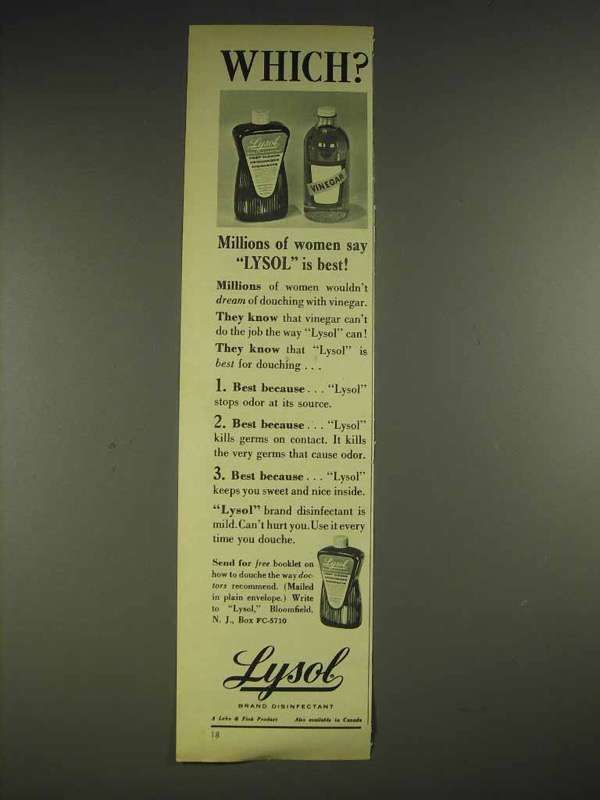 WHICH?
Lysol
VINEGAR
Millions of women say
"LYSOL" is best!
Millions of women wouldn't
dream of douching with vinegar.
They know that vinegar can't
do the job the way "Lysol" can!
They know that "Lysol" is
best for douching . . .
1. Best because . . . "Lysol"
stops odor at its source.
2. Best because . . . "Lysol"
kills germs on contact. It kills
the very germs that cause odor.
3. Best because . . . "Lysol"
keeps you sweet and nice inside.
"Lysol" brand disinfectant is
mild. Can't hurt you. Use it every
time you douche.
Send for free booklet on
how to douche the way doc-
tors recommend. (Mailed
in plain envelope.) Write
to "Lysol," Bloomfield,
N. J., Box FC-5710
Lysol
Lysol
BRAND DISINFECTANT
A Lehn & Fink Product Also available in Canada
18